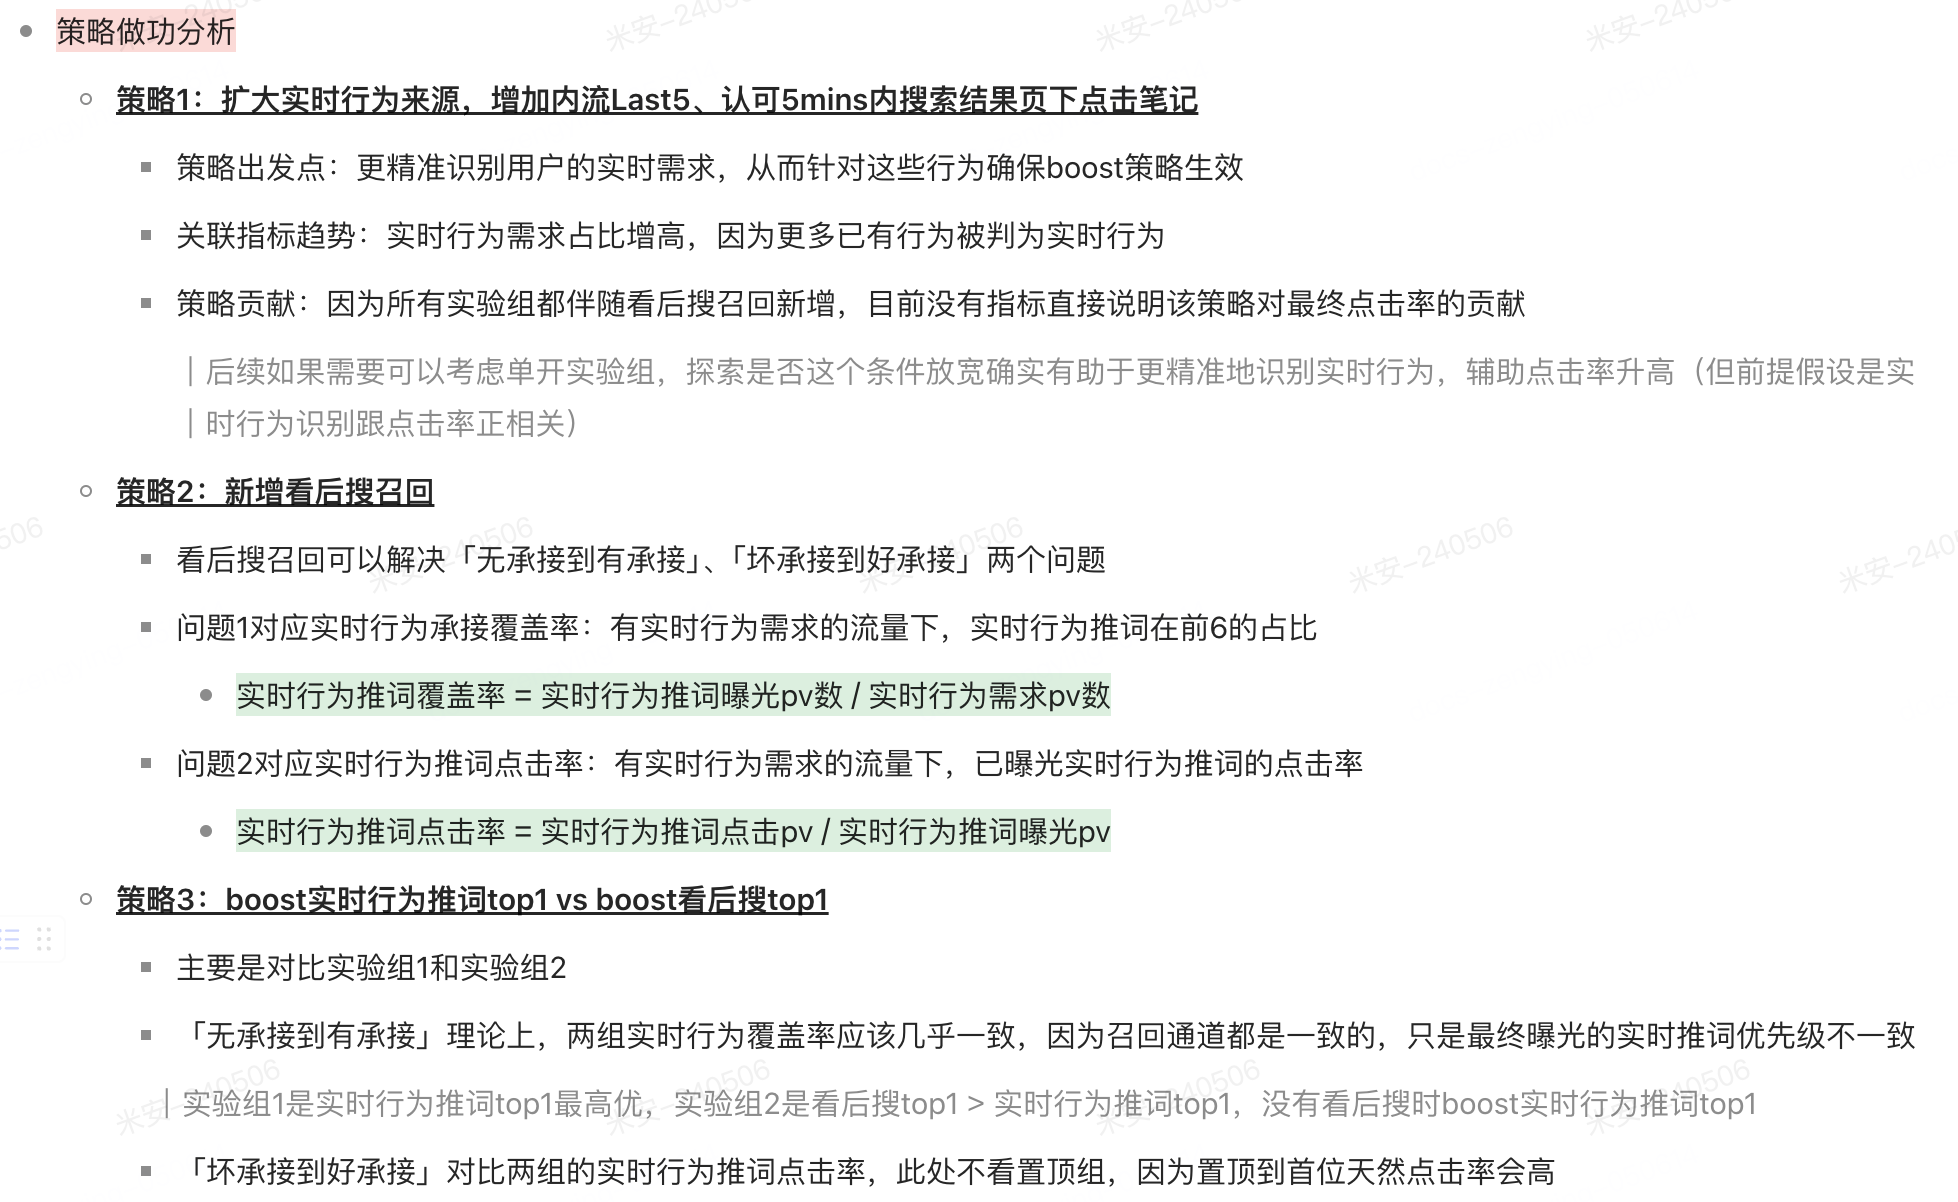 策略做功分析
策略1：扩大实时行为来源，增加内流Last5、认可5mins内搜索结果页下点击笔记
策略出发点：更精准识别用户的实时需求，从而针对这些行为确保boost策略生效
关联指标趋势：实时行为需求占比增高，因为更多已有行为被判为实时行为
策略贡献：因为所有实验组都伴随看后搜召回新增，目前没有指标直接说明该策略对最终点击率的贡献
后续如果需要可以考虑单开实验组，探索是否这个条件放宽确实有助于更精准地识别实时行为，辅助点击率升高（但前提假设是实
时行为识别跟点击率正相关）
策略2：新增看后搜召回
看后搜召回可以解决「无承接到有承接」、「坏承接到好承接」两个问题
问题1对应实时行为承接覆盖率：有实时行为需求的流量下，实时行为推词在前6的占比
实时行为推词覆盖率 = 实时行为推词曝光pv数 / 实时行为需求pv数
问题2对应实时行为推词点击率：有实时行为需求的流量下，已曝光实时行为推词的点击率
实时行为推词点击率 = 实时行为推词点击pv / 实时行为推词曝光pv
策略3：boost实时行为推词top1 vs boost看后搜top1
主要是对比实验组1和实验组2
「无承接到有承接」理论上，两组实时行为覆盖率应该几乎一致，因为召回通道都是一致的，只是最终曝光的实时推词优先级不一致
实验组1是实时行为推词top1最高优，实验组2是看后搜top1 > 实时行为推词top1，没有看后搜时boost实时行为推词top1
「坏承接到好承接」对比两组的实时行为推词点击率，此处不看置顶组，因为置顶到首位天然点击率会高
米安-240506